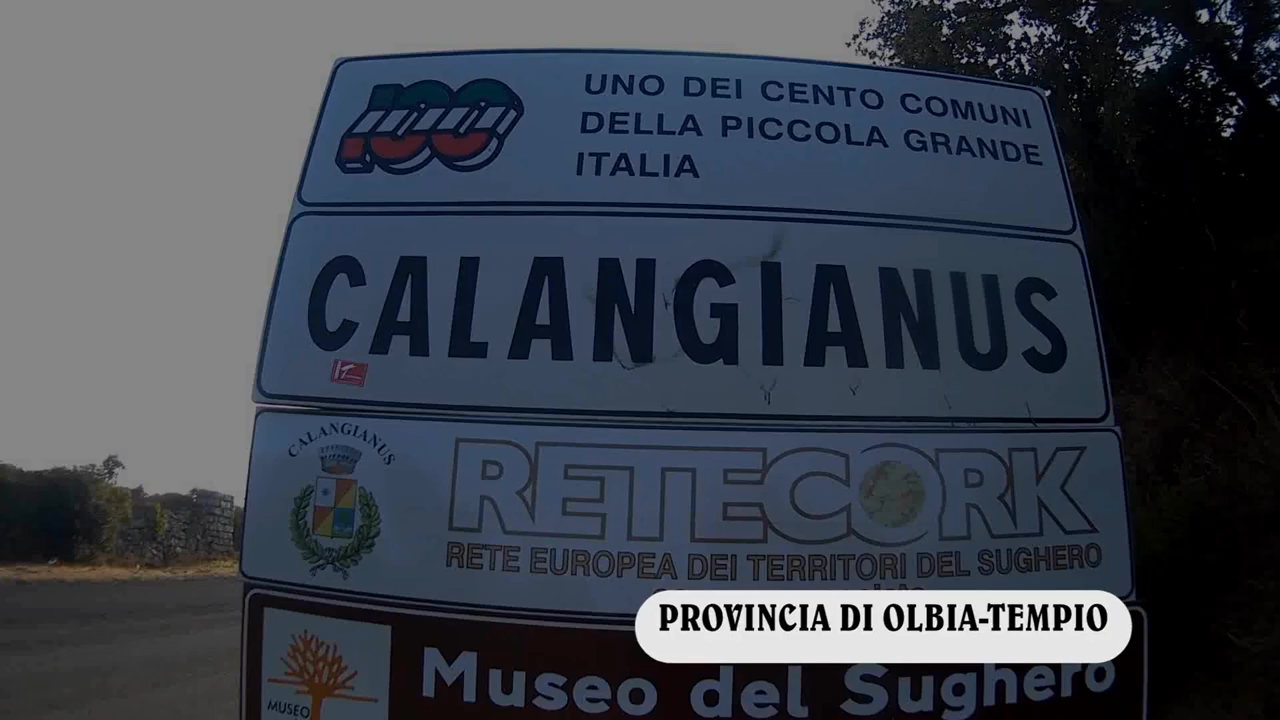 100
UNO DEI CENTO COMUNI
DELLA PICCOLA GRANDE
ITALIA
CALANGIANUS
CALANGIANUS
RETECORK
RETE EUROPEA DEI TERRITORI DEL SUGHERO
PROVINCIA DI OLBIA-TEMPIO
MUSEO
Museo del Sughero